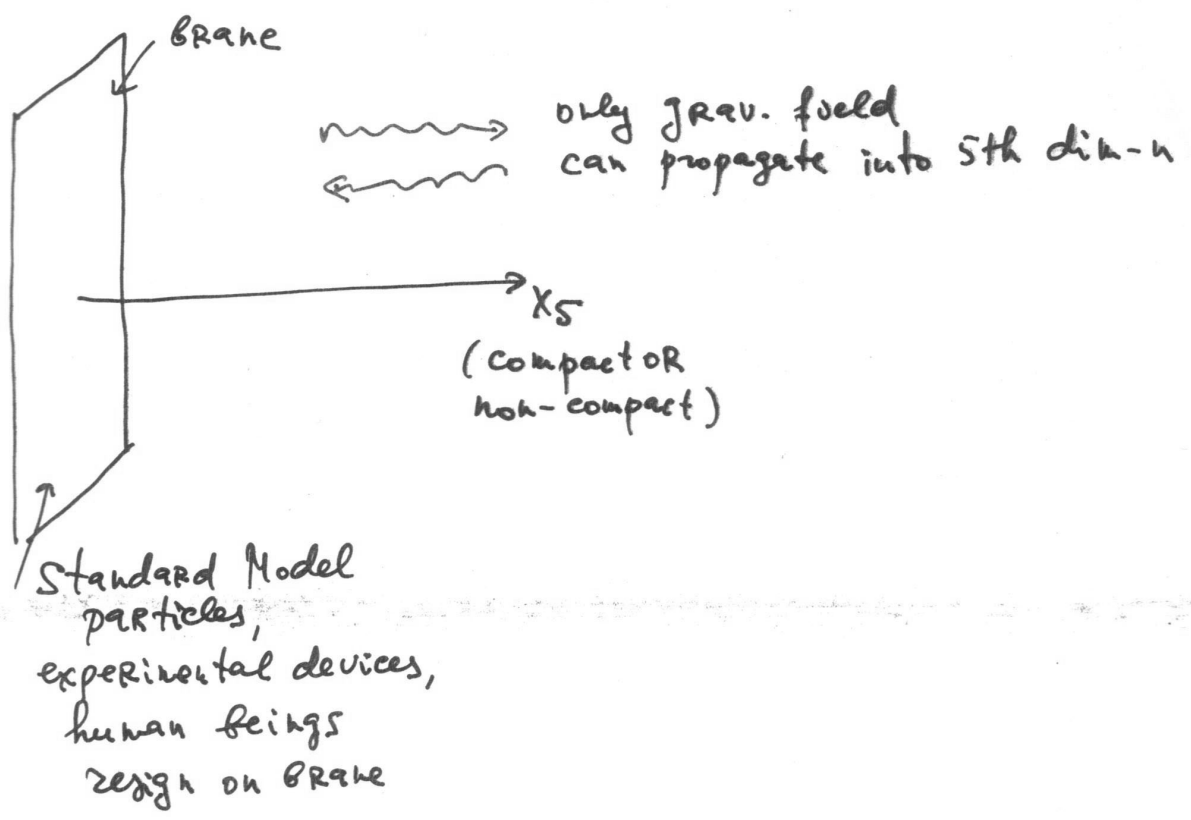 brane
only grav. field
can propagate into 5th dim-n
x5
(compact or
non-compact)
Standard Model
particles,
experimental devices,
human beings
resign on brane